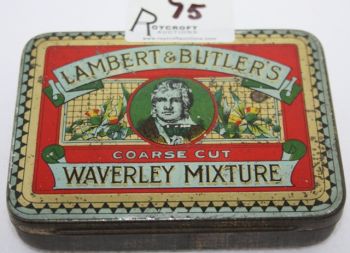 75
ROYCROFT
AUCTIONS
LAMBERT & BUTLER'S
COARSE CUT
WAVERLEY MIXTURE